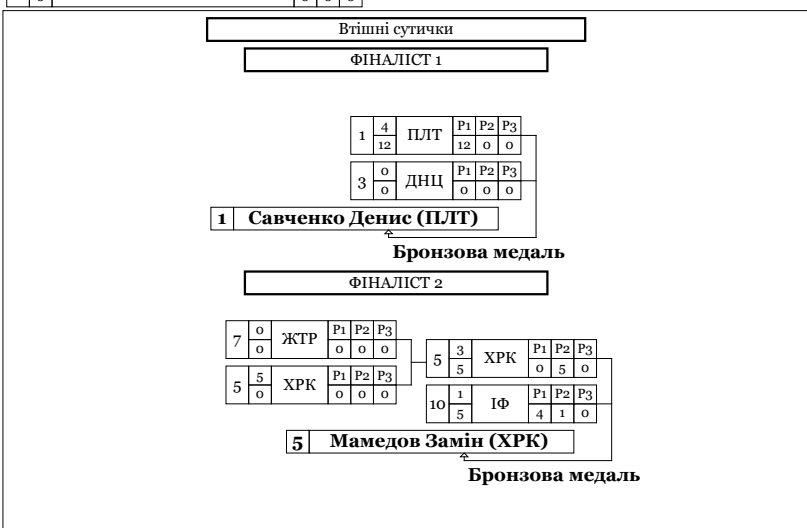 Втішні сутички
ФІНАЛІСТ 1
1 4 ПЛТ P1 P2 P3
12 12 0 0
3 0 ДНЦ P1 P2 P3
0 0 0 0
1 Савченко Денис (ПЛТ)
Бронзова медаль
ФІНАЛІСТ 2
7 0 ЖТР P1 P2 P3
0 0 0 0
5 5 ХРК P1 P2 P3
0 0 0 0
5 3 ХРК P1 P2 P3
5 0 5 0
10 1 ІФ P1 P2 P3
5 4 1 0
5 Мамедов Замін (ХРК)
Бронзова медаль